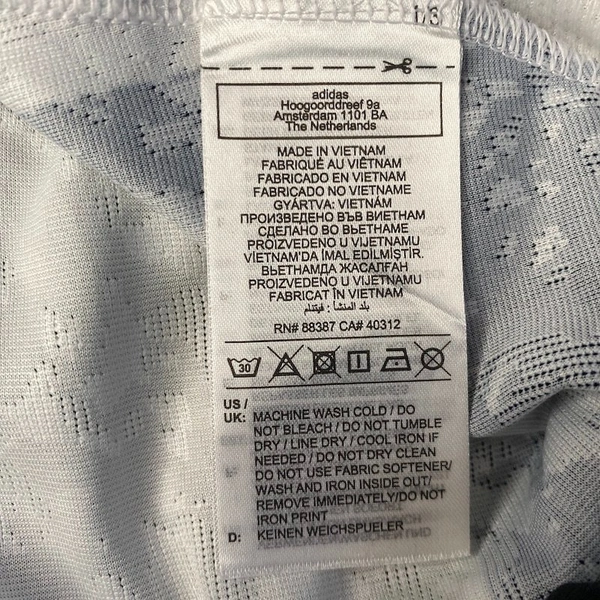 1/3
adidas
Hoogoorddreef 9a
Amsterdam 1101 BA
The Netherlands
MADE IN VIETNAM
FABRIQUÉ AU VIÊTNAM
FABRICADO EN VIETNAM
FABRICADO NO VIETNAME
GYÁRTVA: VIETNÁM
ПРОИЗВЕДЕНО ВЪВ ВИЕТНАМ
СДЕЛАНО ВО ВЬЕТНАМЕ
PROIZVEDENO U VIJETNAMU
VİETNAM'DA İMAL EDİLMİŞTİR.
ВЬЕТНАМДА ЖАСАЛҒАН
PROIZVEDENO U VIJETNAMU
FABRICAT ÎN VIETNAM
بلد المنشأ : فيتنام
RN# 88387 CA# 40312
30
US /
UK: MACHINE WASH COLD / DO
NOT BLEACH / DO NOT TUMBLE
DRY / LINE DRY / COOL IRON IF
NEEDED / DO NOT DRY CLEAN
DO NOT USE FABRIC SOFTENER/
WASH AND IRON INSIDE OUT/
REMOVE IMMEDIATELY/DO NOT
IRON PRINT
D: KEINEN WEICHSPUELER